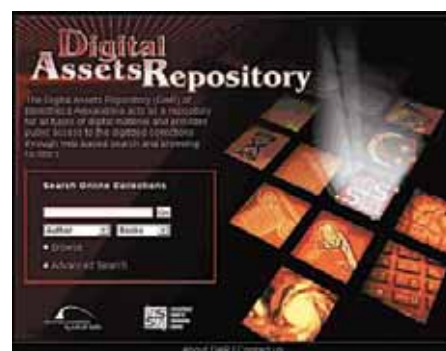 Digital
Assets Repository
The Digital Assets Repository (DAR) of
Bibliotheca Alexandrina acts as a repository
for all types of digital material and provides
public access to the digitized collections
through web-based search and browsing
Search Online Collections
Go
Author Books
Browse
Advanced Search
About DAR | Contact us